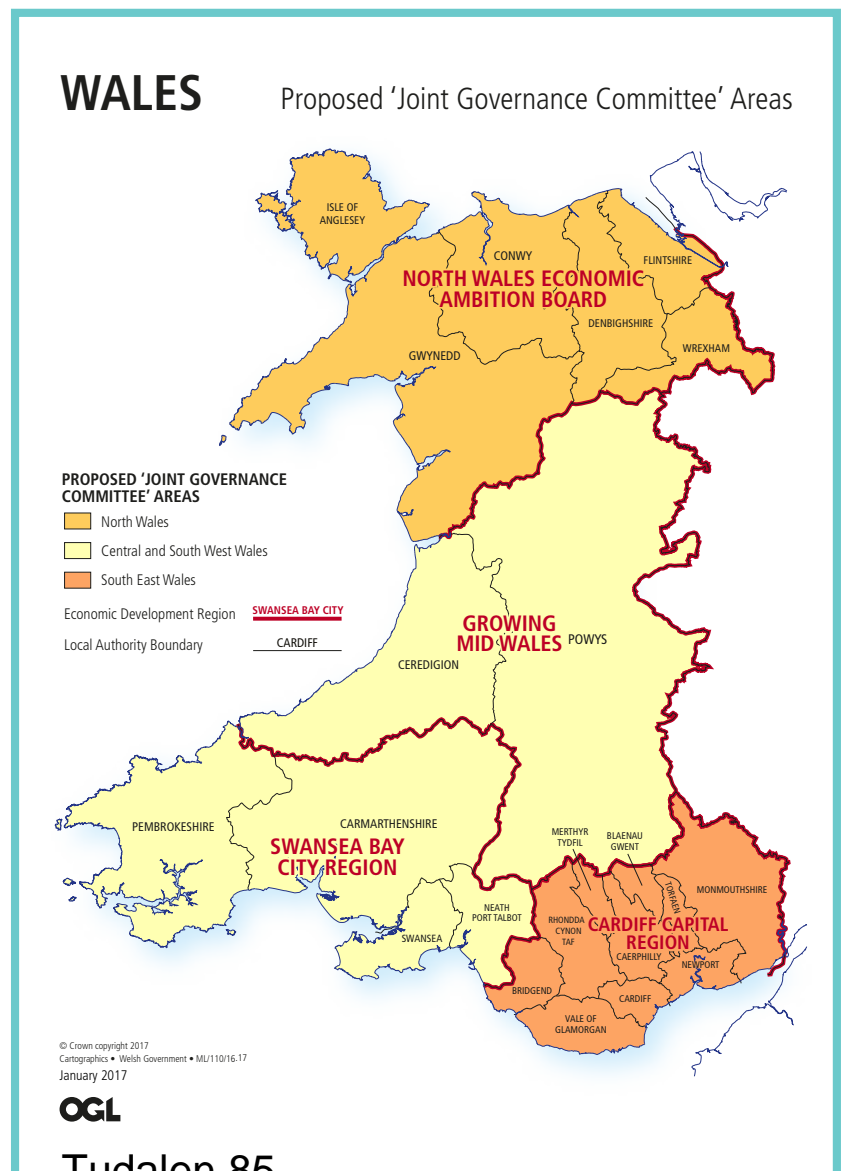 WALES
Proposed ‘Joint Governance Committee’ Areas
ISLE OF
ANGLESEY
CONWY
FLINTSHIRE
NORTH WALES ECONOMIC
AMBITION BOARD
DENBIGHSHIRE
WREXHAM
GWYNEDD
PROPOSED ‘JOINT GOVERNANCE
COMMITTEE’ AREAS
North Wales
Central and South West Wales
South East Wales
Economic Development Region
SWANSEA BAY CITY
Local Authority Boundary
CARDIFF
GROWING
MID WALES
POWYS
CEREDIGION
PEMBROKESHIRE
CARMARTHENSHIRE
SWANSEA BAY
CITY REGION
MERTHYR
TYDFIL
BLAENAU
GWENT
MONMOUTHSHIRE
TORFAEN
NEATH
PORT TALBOT
SWANSEA
RHONDDA
CYNON
TAF
CARDIFF CAPITAL
REGION
CAERPHILLY
NEWPORT
BRIDGEND
CARDIFF
VALE OF
GLAMORGAN
© Crown copyright 2017
Cartographics • Welsh Government • ML/110/16-17
January 2017
OGL
Tudalen 85